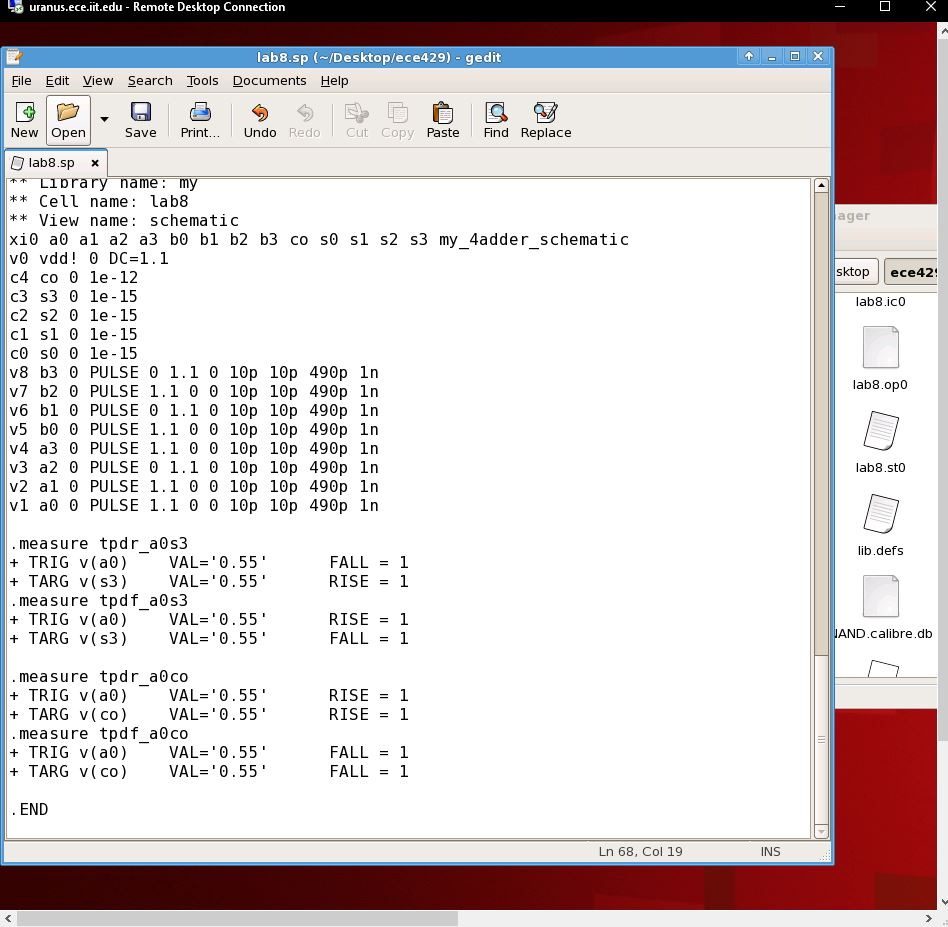 uranus.ece.iit.edu - Remote Desktop Connection
lab8.sp (~/Desktop/ece429) - gedit
File Edit View Search Tools Documents Help
New Open Save Print... Undo Redo Cut Copy Paste Find Replace
lab8.sp
** Library name: my
** Cell name: lab8
** View name: schematic
xi0 a0 a1 a2 a3 b0 b1 b2 b3 co s0 s1 s2 s3 my_4adder_schematic
v0 vdd! 0 DC=1.1
c4 co 0 1e-12
c3 s3 0 1e-15
c2 s2 0 1e-15
c1 s1 0 1e-15
c0 s0 0 1e-15
v8 b3 0 PULSE 0 1.1 0 10p 10p 490p 1n
v7 b2 0 PULSE 1.1 0 0 10p 10p 490p 1n
v6 b1 0 PULSE 0 1.1 0 10p 10p 490p 1n
v5 b0 0 PULSE 1.1 0 0 10p 10p 490p 1n
v4 a3 0 PULSE 1.1 0 0 10p 10p 490p 1n
v3 a2 0 PULSE 0 1.1 0 10p 10p 490p 1n
v2 a1 0 PULSE 1.1 0 0 10p 10p 490p 1n
v1 a0 0 PULSE 1.1 0 0 10p 10p 490p 1n
.measure tpdr_a0s3
+ TRIG v(a0) VAL='0.55' FALL = 1
+ TARG v(s3) VAL='0.55' RISE = 1
.measure tpdf_a0s3
+ TRIG v(a0) VAL='0.55' RISE = 1
+ TARG v(s3) VAL='0.55' FALL = 1
.measure tpdr_a0co
+ TRIG v(a0) VAL='0.55' RISE = 1
+ TARG v(co) VAL='0.55' RISE = 1
.measure tpdf_a0co
+ TRIG v(a0) VAL='0.55' FALL = 1
+ TARG v(co) VAL='0.55' FALL = 1
.END
Ln 68, Col 19 INS
ager
sktop ece429
lab8.ic0
lab8.op0
lab8.st0
lib.defs
NAND.calibre.db